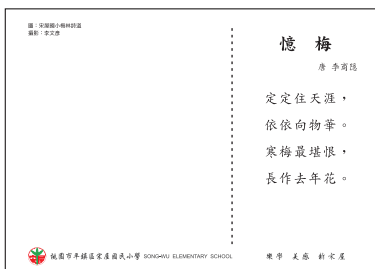 圖：宋屋國小梅林詩道
攝影：李文彥
憶 梅
唐 李商隱
定定住天涯，
依依向物華。
寒梅最堪恨，
長作去年花。
桃園市平鎮區宋屋國民小學 SONG-WU ELEMENTARY SCHOOL
樂學 美感 新宋屋